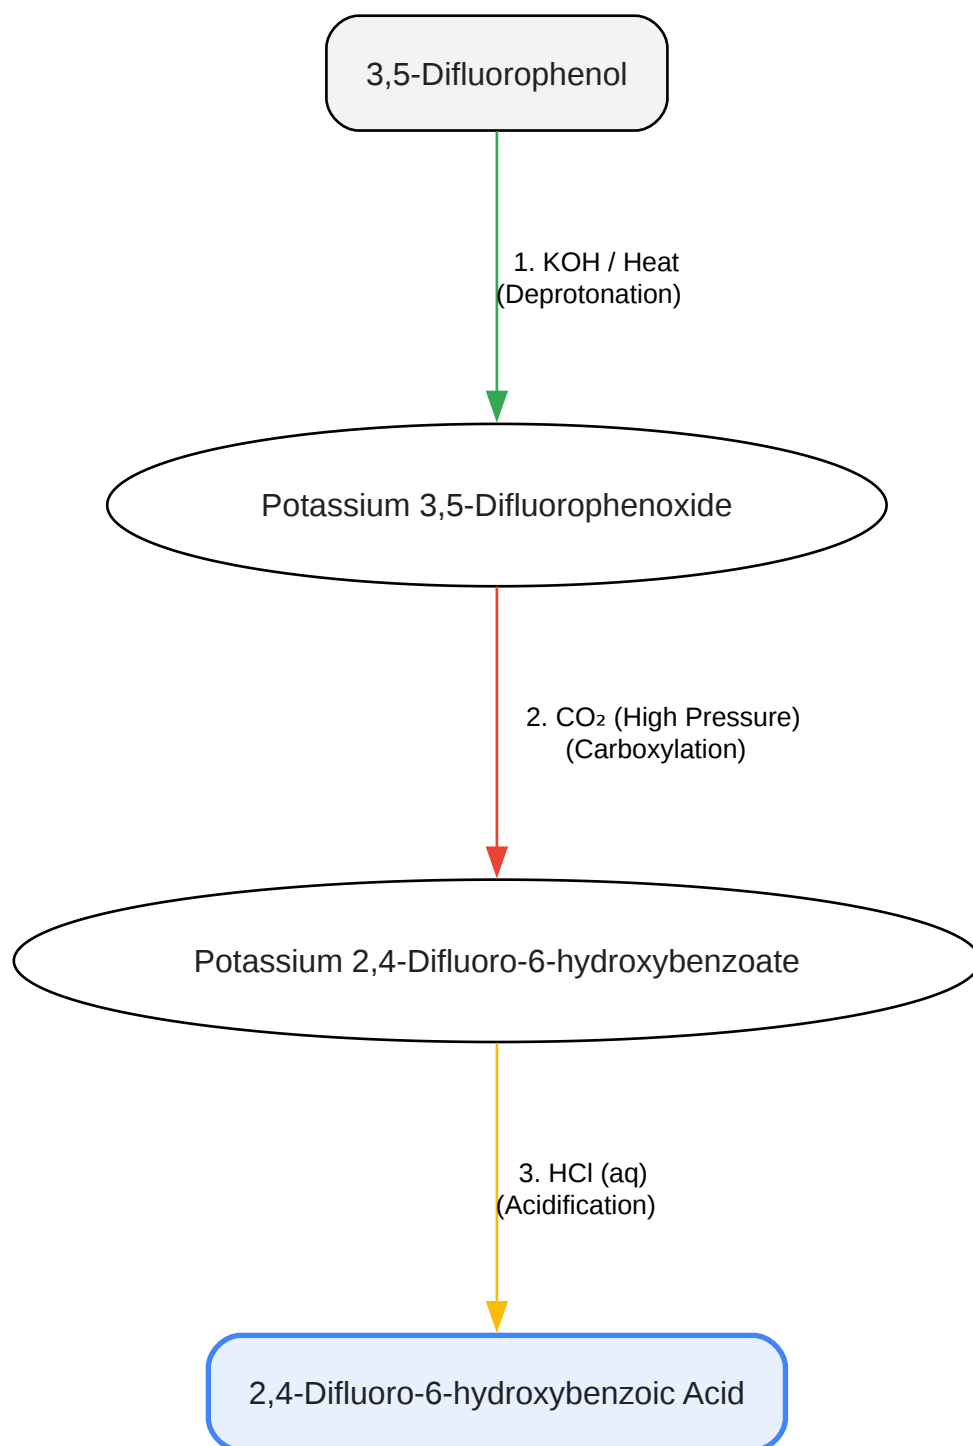 3,5-Difluorophenol
1. KOH / Heat
(Deprotonation)
Potassium 3,5-Difluorophenoxide
2. CO₂ (High Pressure)
(Carboxylation)
Potassium 2,4-Difluoro-6-hydroxybenzoate
3. HCl (aq)
(Acidification)
2,4-Difluoro-6-hydroxybenzoic Acid